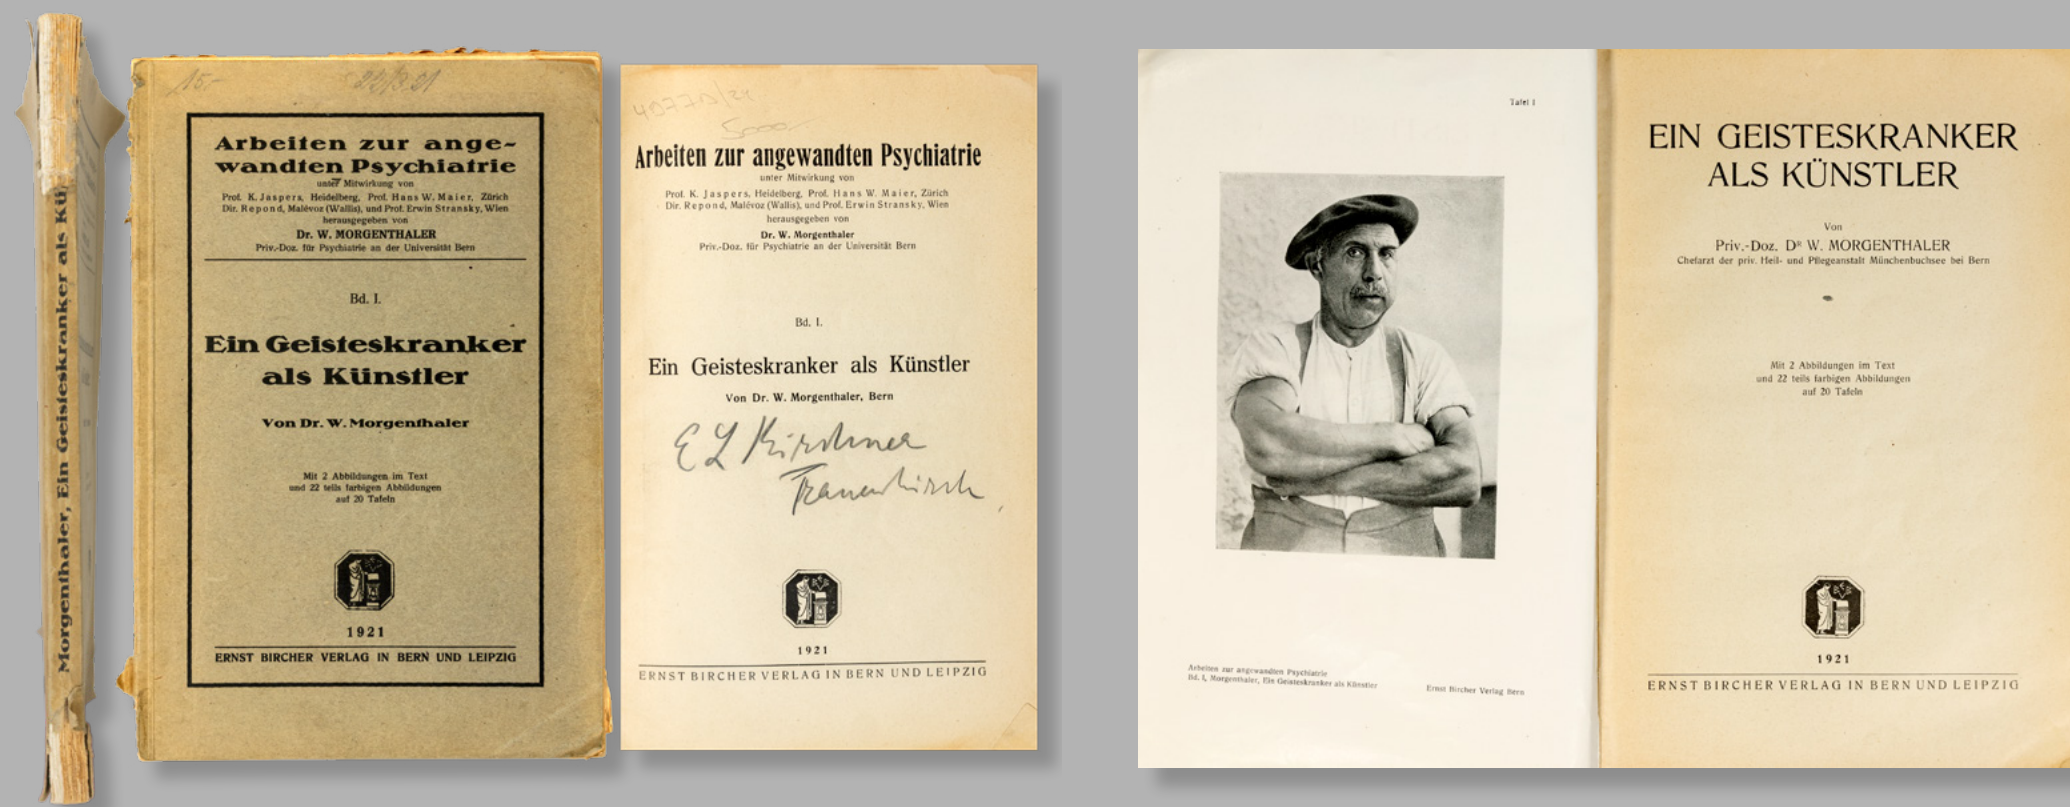 Morgenthaler, Ein Geisteskranker als Kü
15.-
Arbeiten zur ange-
wandten Psychiatrie
unter Mitwirkung von
Prof. K. Jaspers, Heidelberg, Prof. Hans W. Maier, Zürich
Dir. Repond, Malévoz (Wallis), und Prof. Erwin Stransky, Wien
herausgegeben von
Dr. W. MORGENTHALER
Priv.-Doz. für Psychiatrie an der Universität Bern
Bd. I.
Ein Geisteskranker
als Künstler
Von Dr. W. Morgenthaler
Mit 2 Abbildungen im Text
und 22 teils farbigen Abbildungen
auf 20 Tafeln
1921
ERNST BIRCHER VERLAG IN BERN UND LEIPZIG
5000
Arbeiten zur angewandten Psychiatrie
unter Mitwirkung von
Prof. K. Jaspers, Heidelberg, Prof. Hans W. Maier, Zürich
Dir. Repond, Malévoz (Wallis), und Prof. Erwin Stransky, Wien
herausgegeben von
Dr. W. Morgenthaler
Priv.-Doz. für Psychiatrie an der Universität Bern
Bd. I.
Ein Geisteskranker als Künstler
Von Dr. W. Morgenthaler, Bern
E L Kirchner
Frauenkirch
1921
ERNST BIRCHER VERLAG IN BERN UND LEIPZIG
Tafel I
Arbeiten zur angewandten Psychiatrie
Bd. I, Morgenthaler, Ein Geisteskranker als Künstler
Ernst Bircher Verlag Bern
EIN GEISTESKRANKER
ALS KÜNSTLER
Von
Priv.-Doz. DR W. MORGENTHALER
Chefarzt der priv. Heil- und Pflegeanstalt Münchenbuchsee bei Bern
Mit 2 Abbildungen im Text
und 22 teils farbigen Abbildungen
auf 20 Tafeln
1921
ERNST BIRCHER VERLAG IN BERN UND LEIPZIG